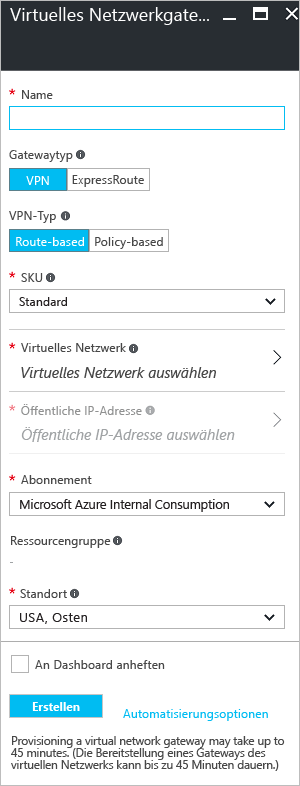 Virtuelles Netzwerkgate...
* Name
Gatewaytyp
VPN ExpressRoute
VPN-Typ
Route-based Policy-based
* SKU
Standard
* Virtuelles Netzwerk
Virtuelles Netzwerk auswählen
* Öffentliche IP-Adresse
Öffentliche IP-Adresse auswählen
* Abonnement
Microsoft Azure Internal Consumption
Ressourcengruppe
-
* Standort
USA, Osten
An Dashboard anheften
Erstellen Automatisierungsoptionen
Provisioning a virtual network gateway may take up to
45 minutes. (Die Bereitstellung eines Gateways des
virtuellen Netzwerks kann bis zu 45 Minuten dauern.)